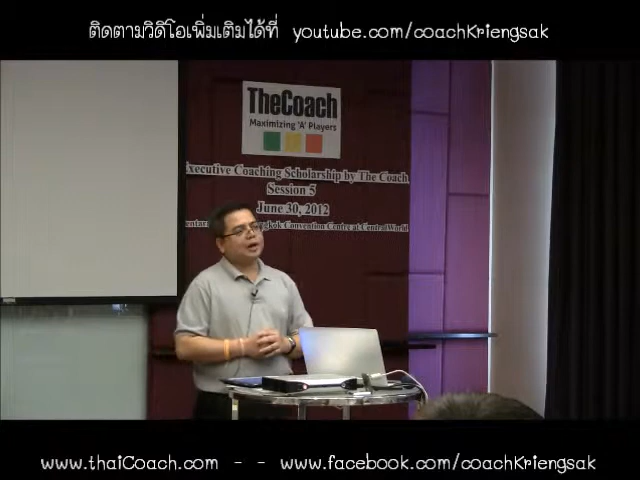 ติดตามวิดิโอเพิ่มเติมได้ที่ youtube.com/coachKriengsak
TheCoach
Maximizing 'A' Players
Executive Coaching Scholarship by The Coach
Session 5
June 30, 2012
Bangkok Convention Centre at CentralWorld
www.thaiCoach.com - - www.facebook.com/coachKriengsak